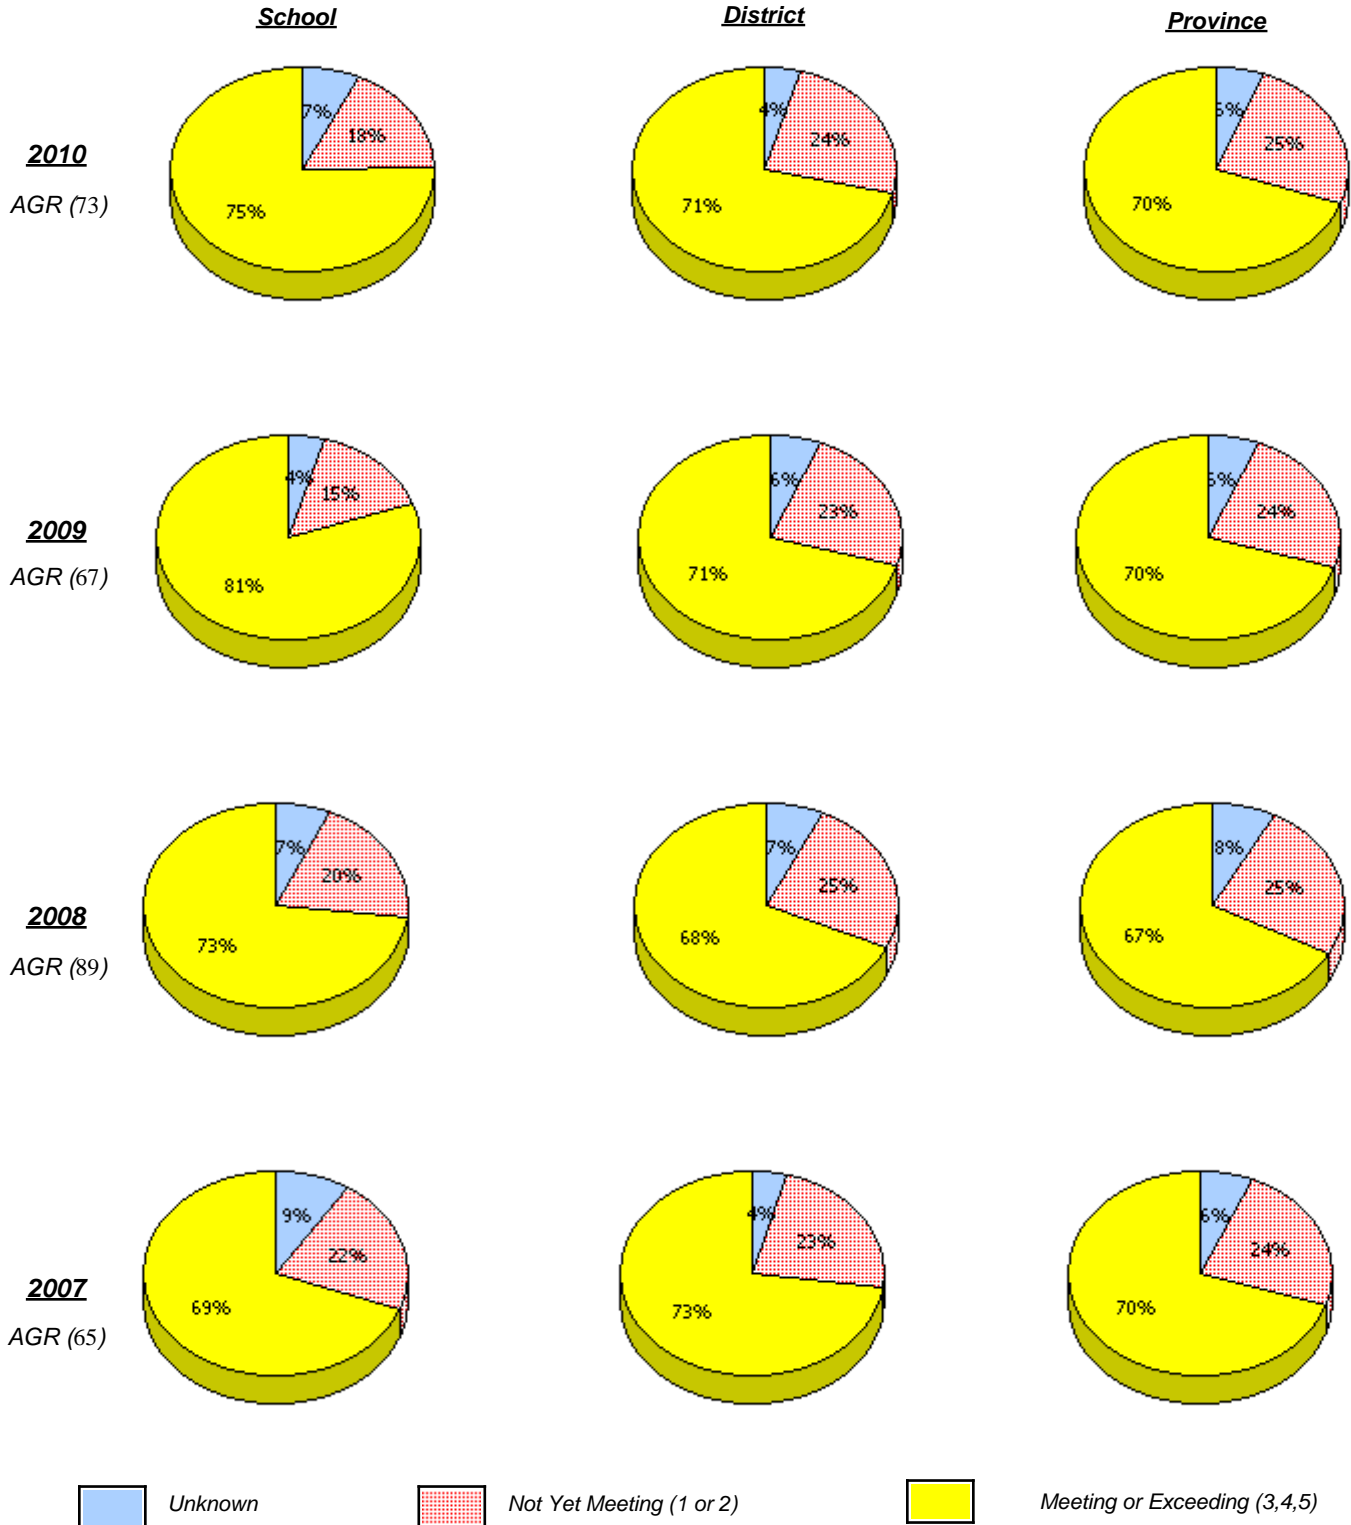 School District Province
7% 18% 75%
4% 24% 71%
5% 25% 70%
2010
AGR (73)
4% 15% 81%
6% 23% 71%
5% 24% 70%
2009
AGR (67)
7% 20% 73%
7% 25% 68%
8% 25% 67%
2008
AGR (89)
9% 22% 69%
4% 23% 73%
6% 24% 70%
2007
AGR (65)
Unknown Not Yet Meeting (1 or 2) Meeting or Exceeding (3,4,5)